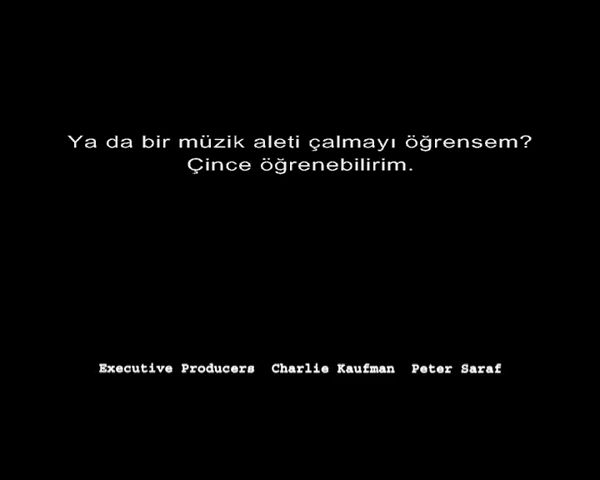 Ya da bir müzik aleti çalmayı öğrensem?
Çince öğrenebilirim.
Executive Producers Charlie Kaufman Peter Saraf